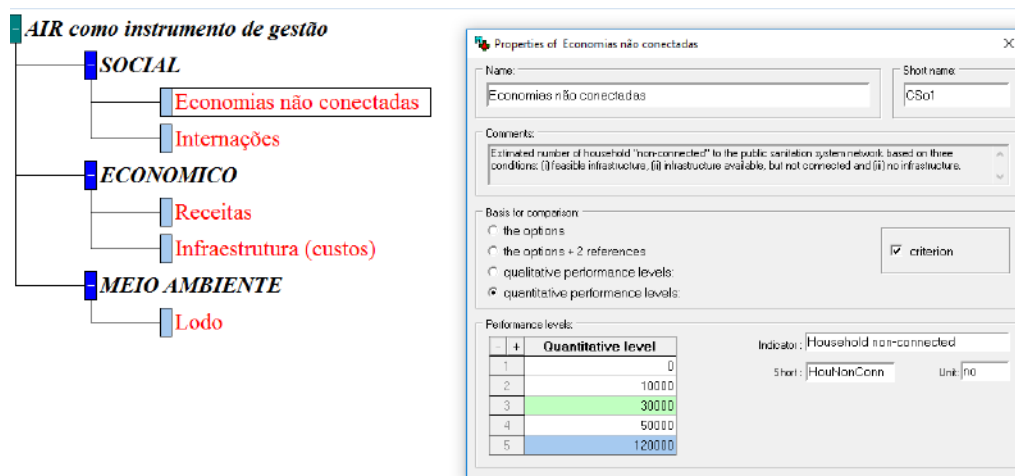 AIR como instrumento de gestão
SOCIAL
Economias não conectadas
Internações
ECONOMICO
Receitas
Infraestrutura (custos)
MEIO AMBIENTE
Lodo
Properties of Economias não conectadas
Name:
Short name:
Economias não conectadas
CSo1
Comments:
Extimated number of household "non-connected" to the public sanitation system network based on three
conditions: (i) feasible infrastructure, (ii) infrastructure available, but not connected and (iii) no infrastructure.
Basis for comparison:
the options
the options + 2 references
criterion
qualitative performance levels:
quantitative performance levels:
Performance levels:
- + Quantitative level
Indicator : Household non-connected
1 0
Short : HouNonConn Unit: no
2 10000
3 30000
4 50000
5 120000